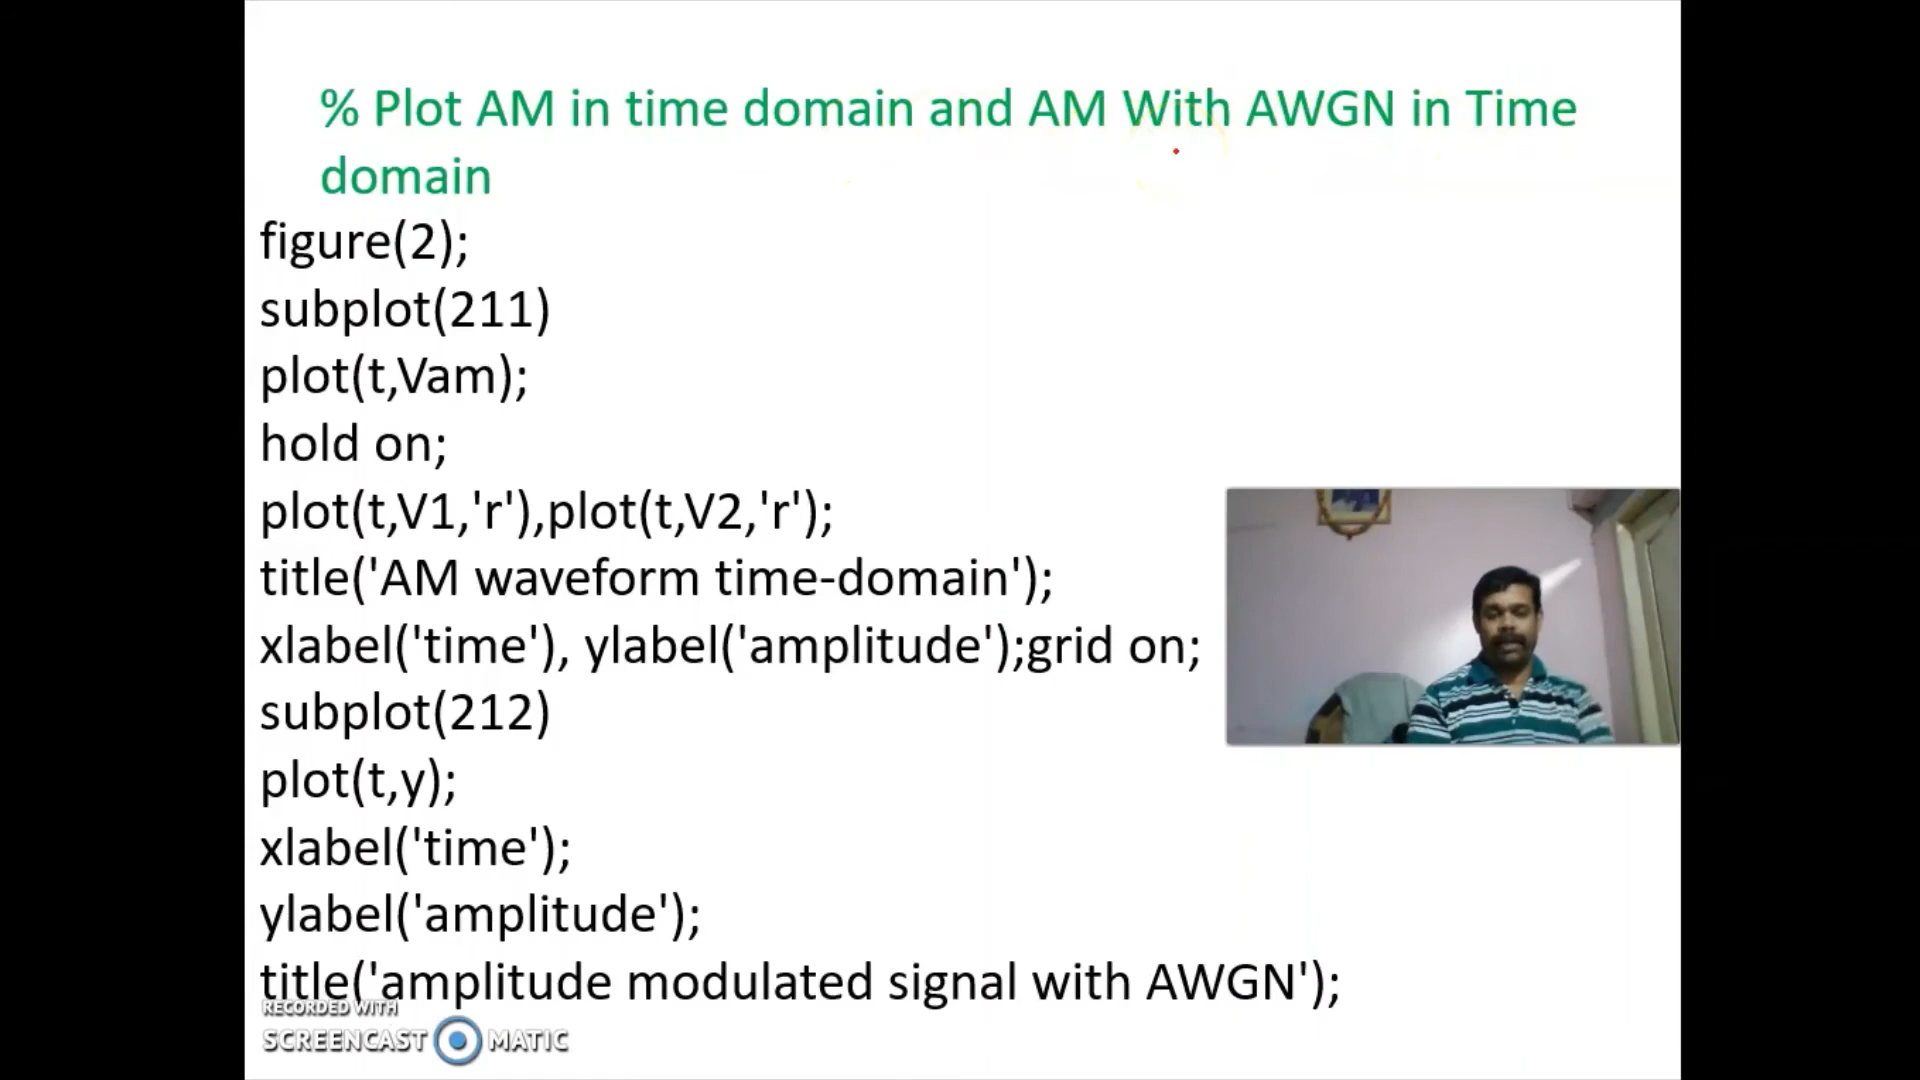 % Plot AM in time domain and AM With AWGN in Time
domain
figure(2);
subplot(211)
plot(t,Vam);
hold on;
plot(t,V1,'r'),plot(t,V2,'r');
title('AM waveform time-domain');
xlabel('time'), ylabel('amplitude');grid on;
subplot(212)
plot(t,y);
xlabel('time');
ylabel('amplitude');
title('amplitude modulated signal with AWGN');
RECORDED WITH
SCREENCAST MATIC